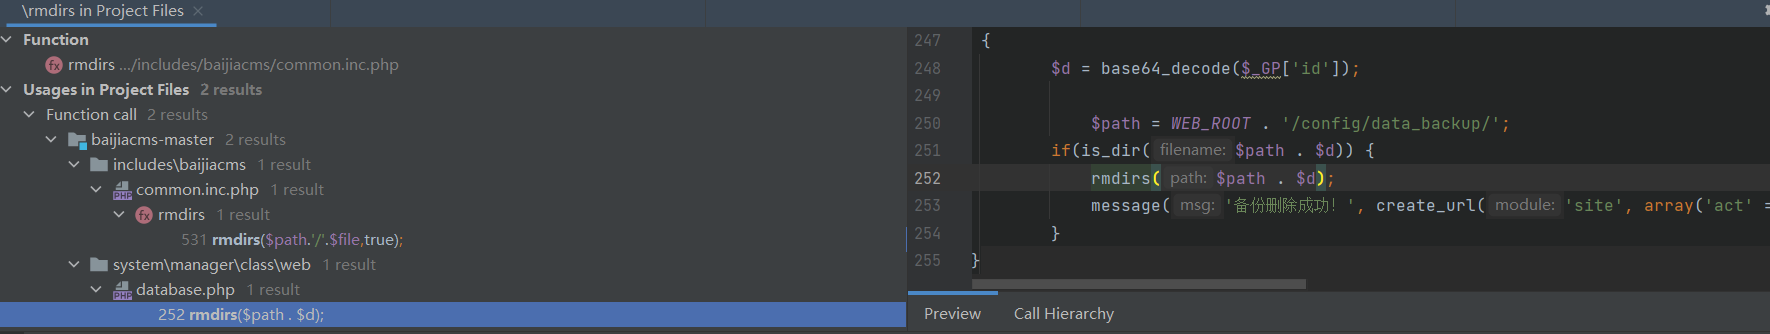 \rmdirs in Project Files ×
Function
rmdirs .../includes/baijiacms/common.inc.php
Usages in Project Files 2 results
Function call 2 results
baijiacms-master 2 results
includes\baijiacms 1 result
common.inc.php 1 result
rmdirs 1 result
531 rmdirs($path.'/'.$file,true);
system\manager\class\web 1 result
database.php 1 result
252 rmdirs($path . $d);
247 {
248 $d = base64_decode($_GP['id']);
249
250 $path = WEB_ROOT . '/config/data_backup/';
251 if(is_dir( filename: $path . $d)) {
252 rmdirs( path: $path . $d);
253 message( msg: '备份删除成功！', create_url( module: 'site', array('act' =
254 }
255 }
Preview Call Hierarchy